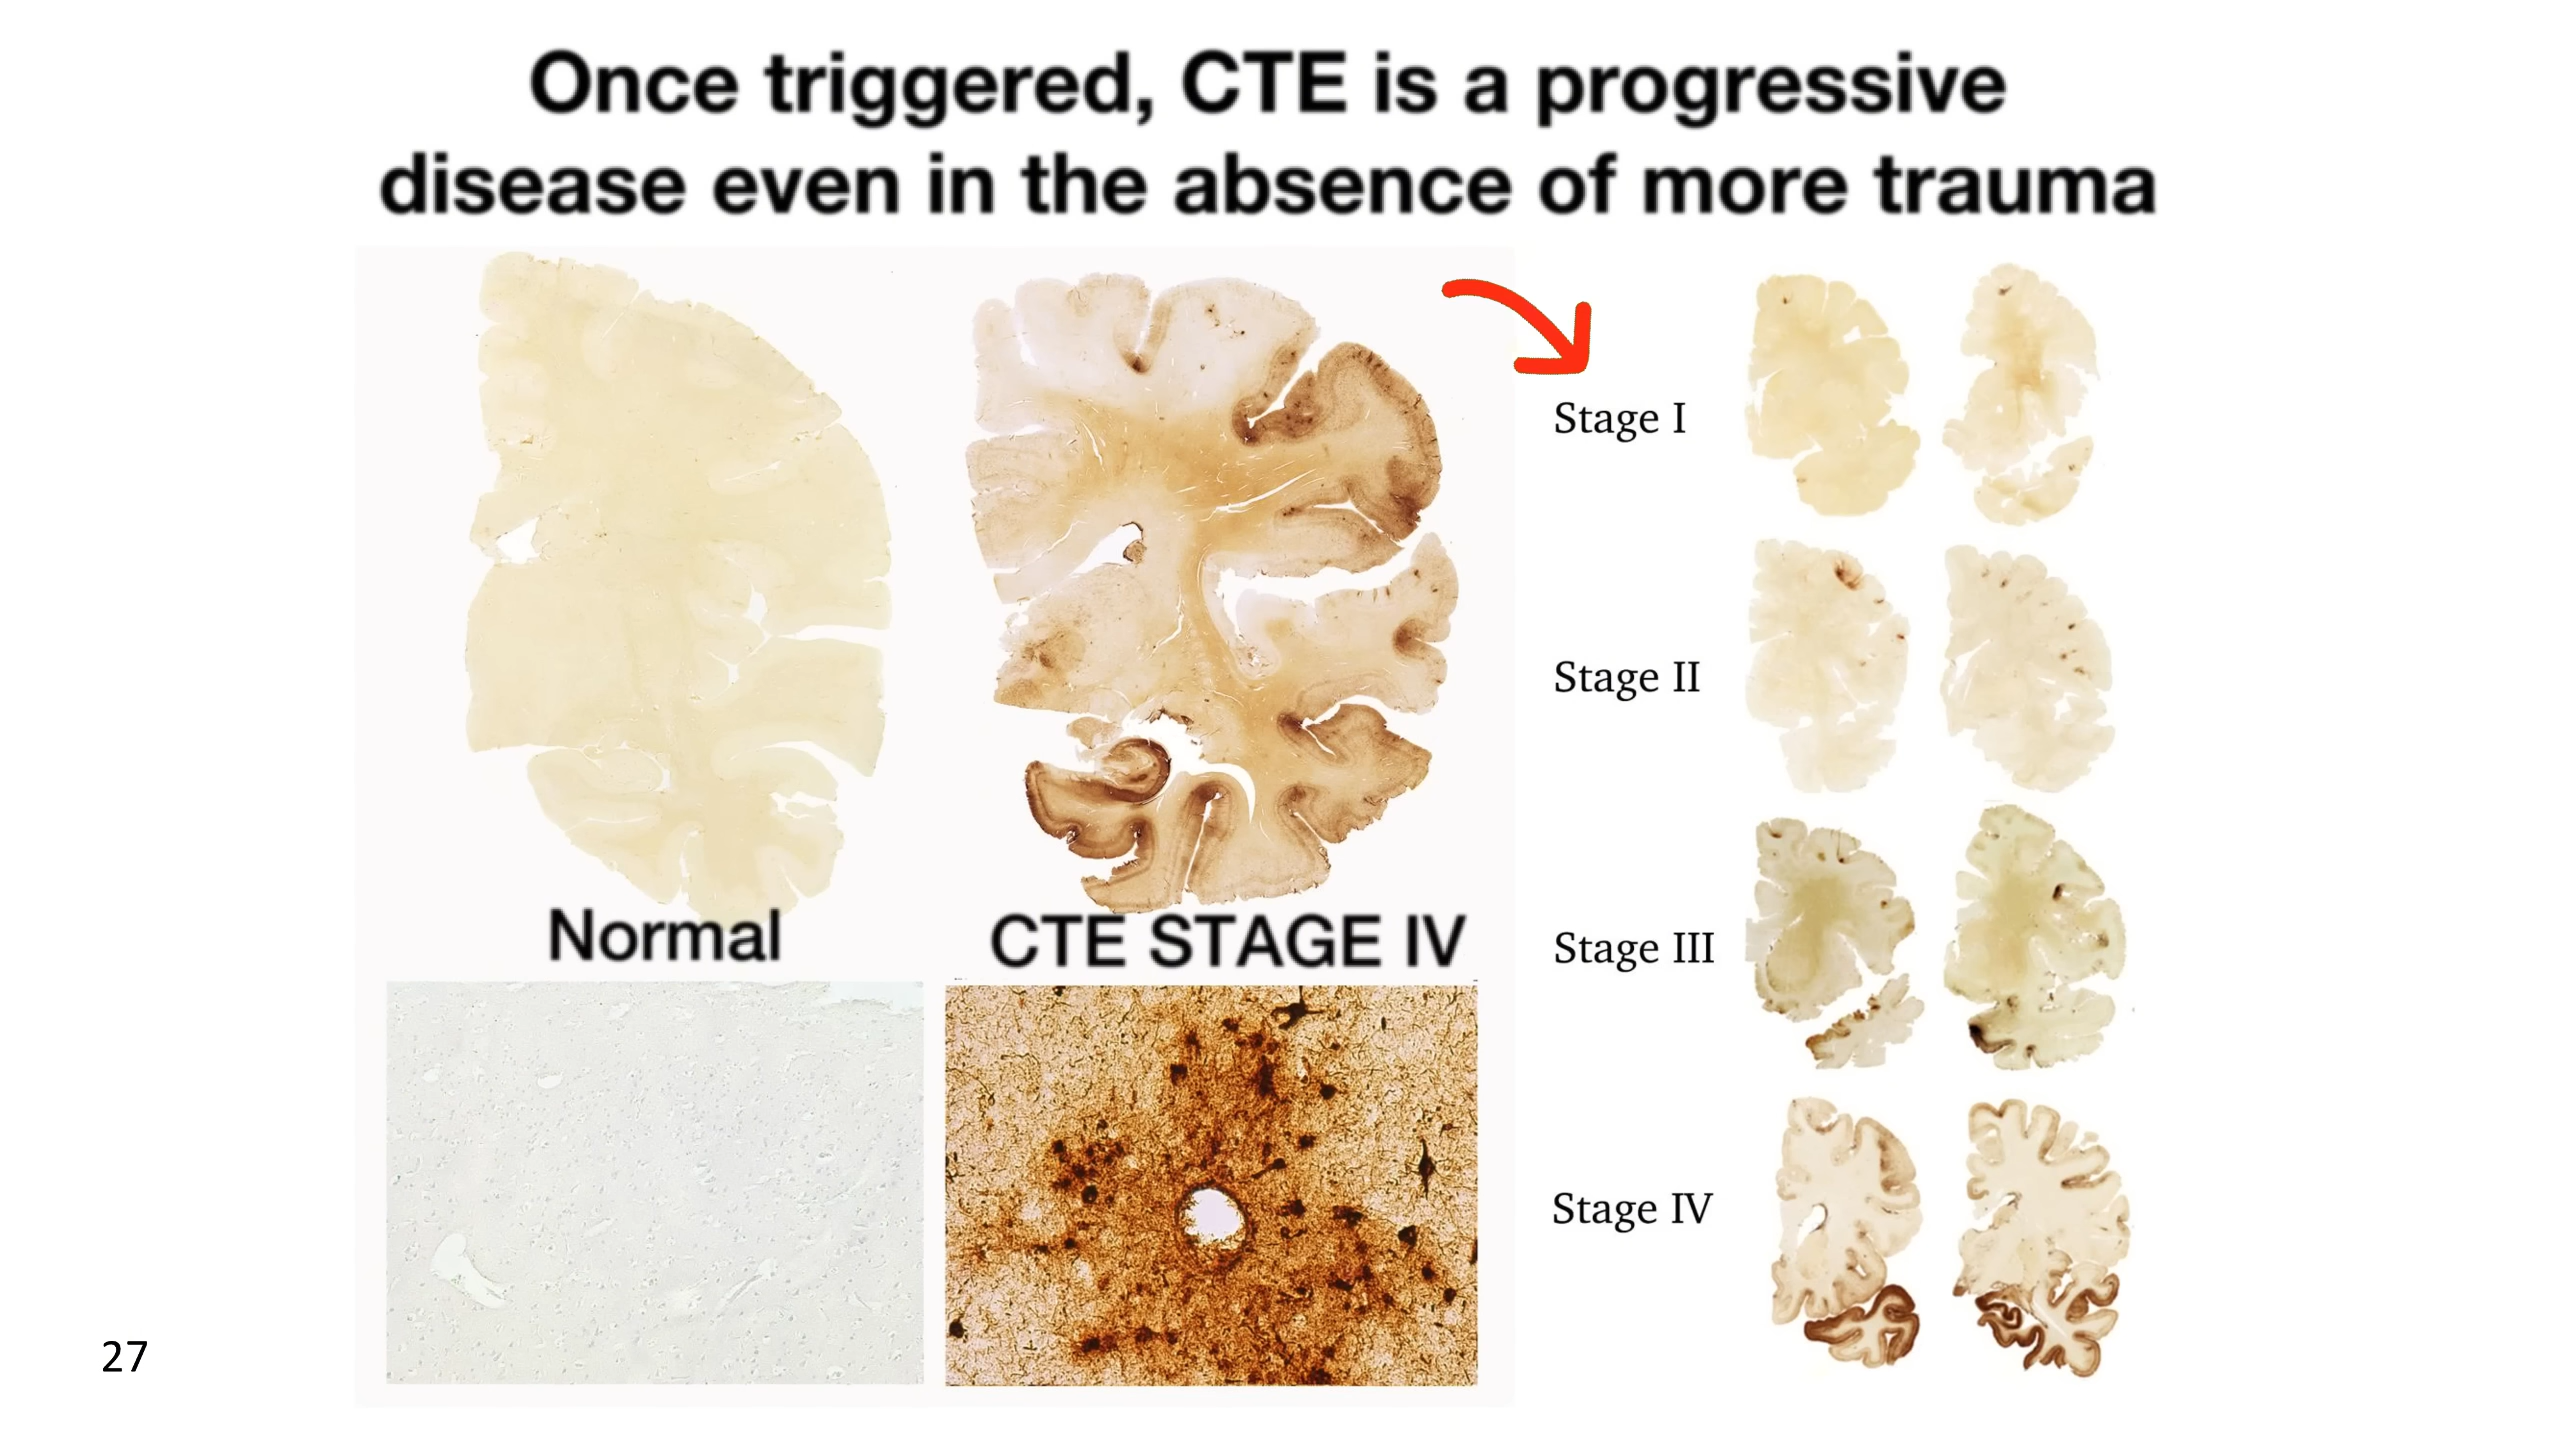 Once triggered, CTE is a progressive
disease even in the absence of more trauma
Normal
CTE STAGE IV
Stage I
Stage II
Stage III
Stage IV
27